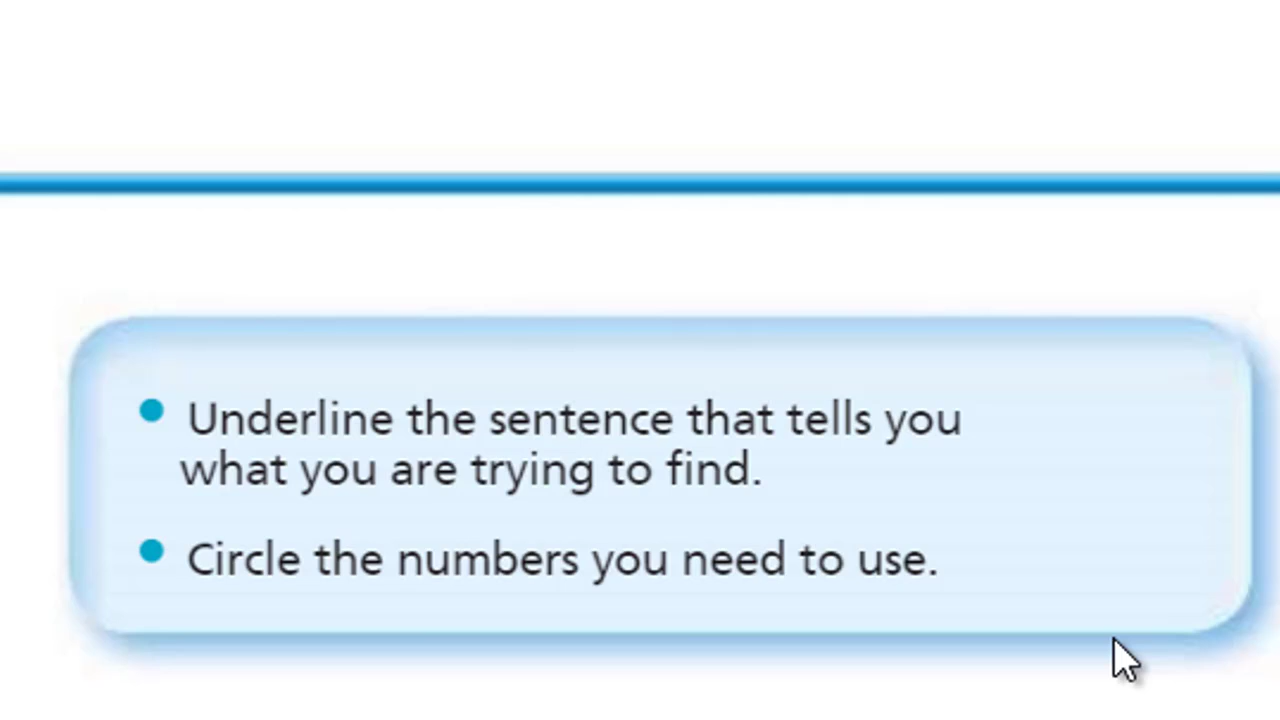 Underline the sentence that tells you
what you are trying to find.
Circle the numbers you need to use.